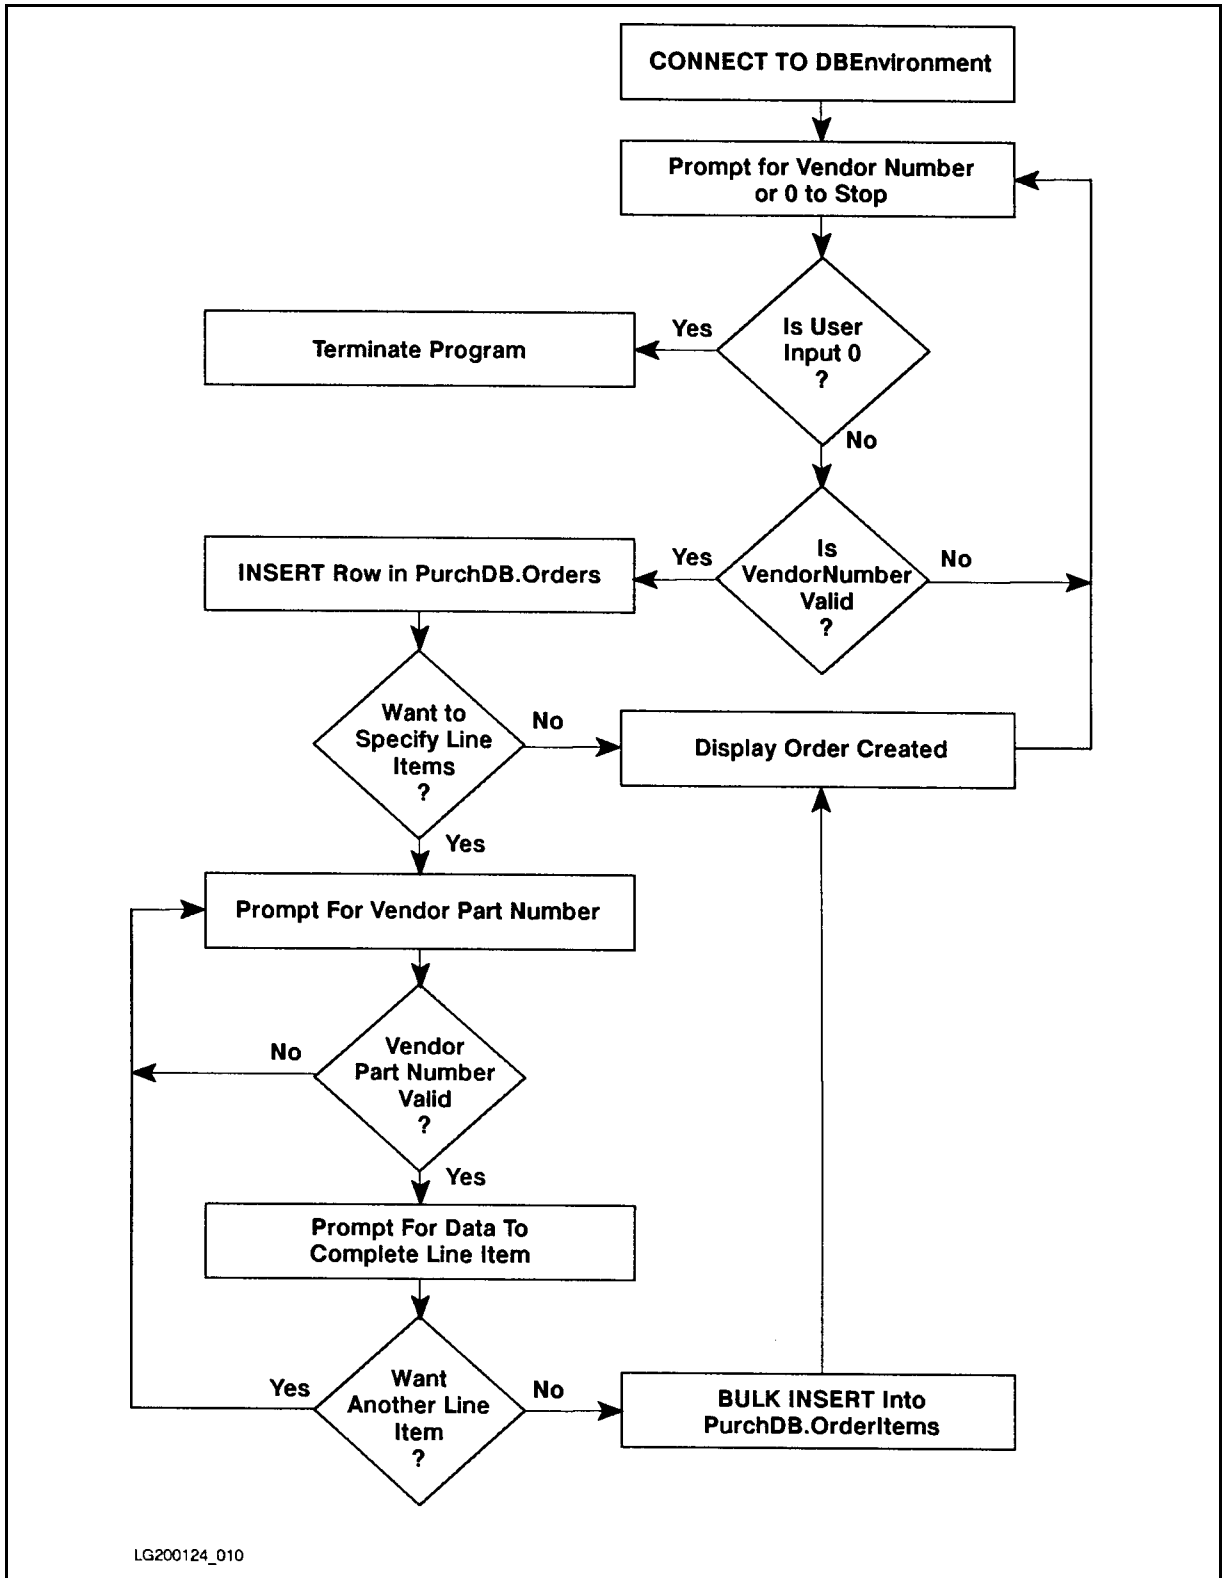 CONNECT TO DBEnvironment
Prompt for Vendor Number
or 0 to Stop
Is User
Input 0
?
Yes
Terminate Program
No
Is
VendorNumber
Valid
?
Yes
No
INSERT Row in PurchDB.Orders
Want to
Specify Line
Items
?
No
Display Order Created
Yes
Prompt For Vendor Part Number
Vendor
Part Number
Valid
?
No
Yes
Prompt For Data To
Complete Line Item
Want
Another Line
Item
?
Yes
No
BULK INSERT Into
PurchDB.OrderItems
LG200124_010